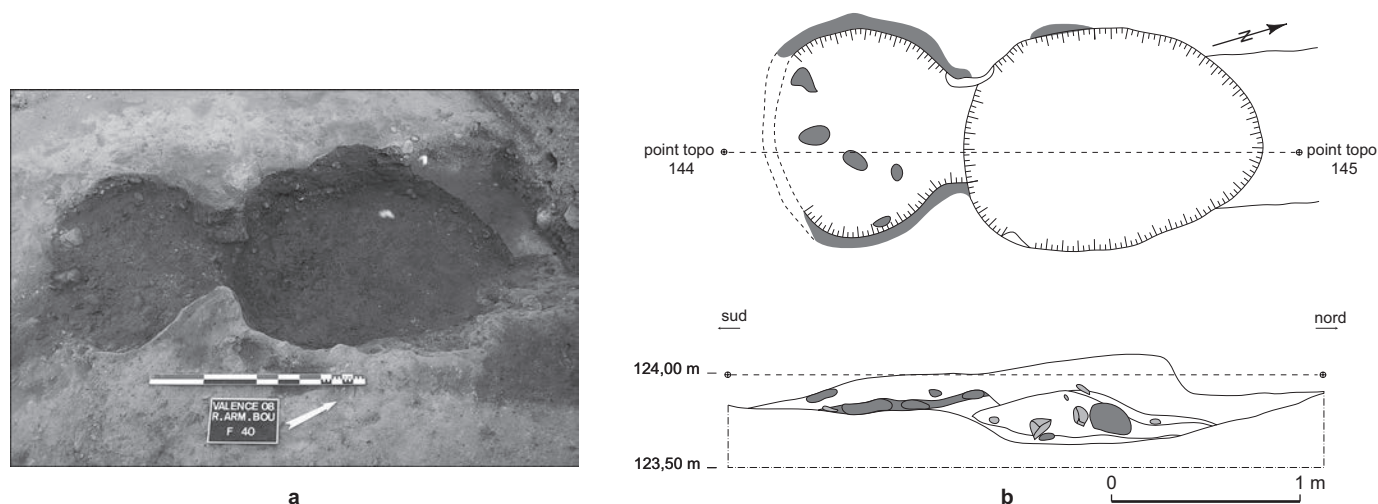 VALENCE 08
R.ARM.BOU
F 40
a
N
point topo
144
point topo
145
sud
nord
124,00 m
123,50 m
0
1 m
b